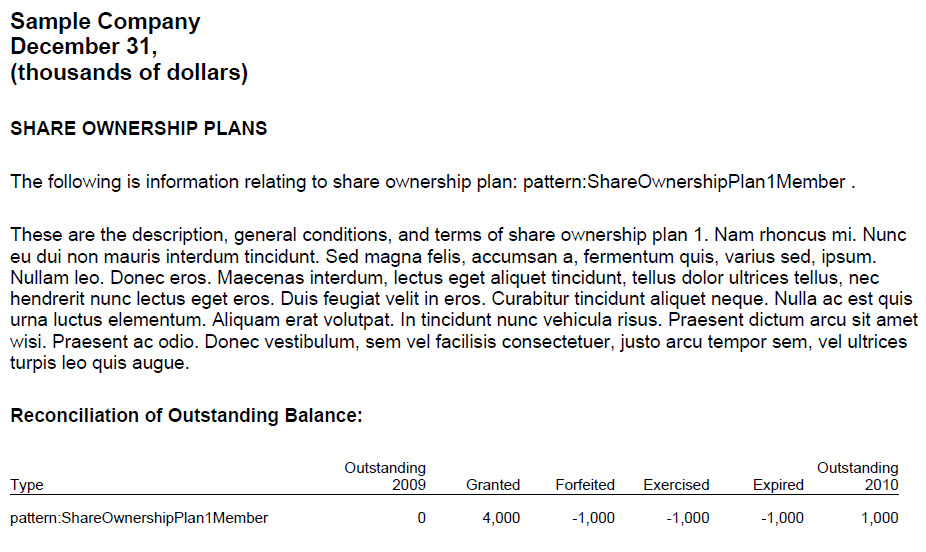 Sample Company
December 31,
(thousands of dollars)
SHARE OWNERSHIP PLANS
The following is information relating to share ownership plan: pattern:ShareOwnershipPlan1Member .
These are the description, general conditions, and terms of share ownership plan 1. Nam rhoncus mi. Nunc
eu dui non mauris interdum tincidunt. Sed magna felis, accumsan a, fermentum quis, varius sed, ipsum.
Nullam leo. Donec eros. Maecenas interdum, lectus eget aliquet tincidunt, tellus dolor ultrices tellus, nec
hendrerit nunc lectus eget eros. Duis feugiat velit in eros. Curabitur tincidunt aliquet neque. Nulla ac est quis
urna luctus elementum. Aliquam erat volutpat. In tincidunt nunc vehicula risus. Praesent dictum arcu sit amet
wisi. Praesent ac odio. Donec vestibulum, sem vel facilisis consectetuer, justo arcu tempor sem, vel ultrices
turpis leo quis augue.
Reconciliation of Outstanding Balance:
Outstanding Outstanding
Type 2009 Granted Forfeited Exercised Expired 2010
pattern:ShareOwnershipPlan1Member 0 4,000 -1,000 -1,000 -1,000 1,000